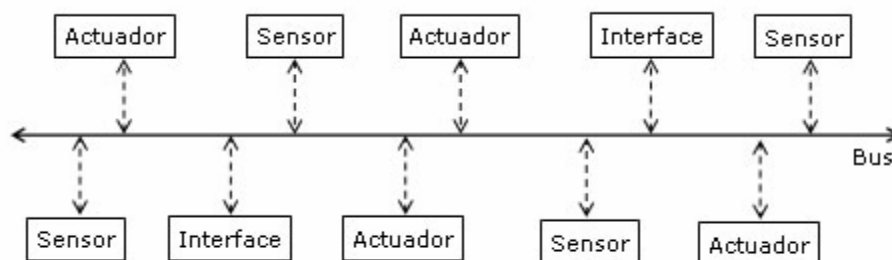 Actuador
Sensor
Actuador
Interface
Sensor
Bus
Sensor
Interface
Actuador
Sensor
Actuador